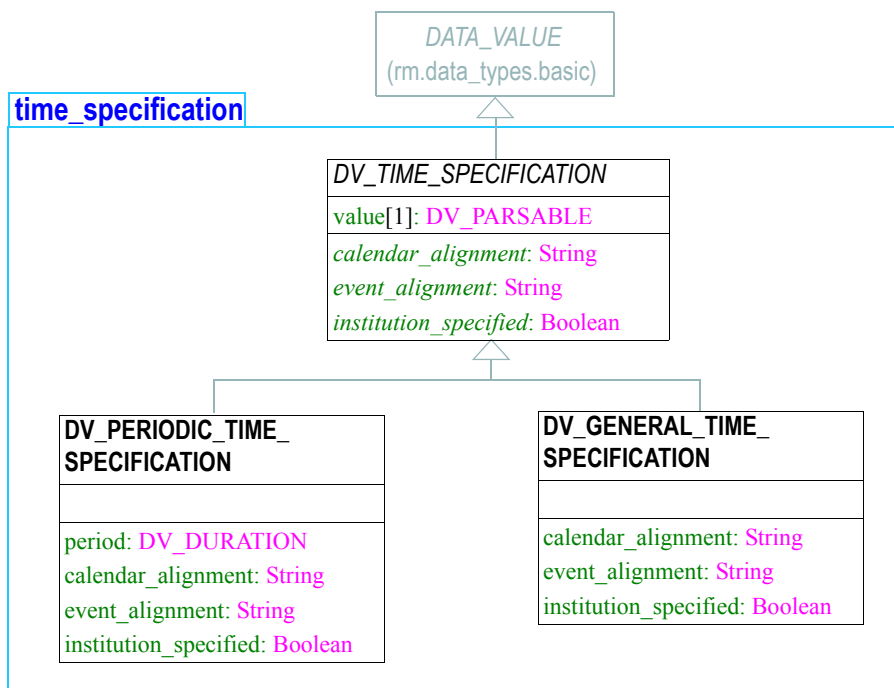 DATA_VALUE
(rm.data_types.basic)
time_specification
DV_TIME_SPECIFICATION
value[1]: DV_PARSABLE
calendar_alignment: String
event_alignment: String
institution_specified: Boolean
DV_PERIODIC_TIME_
SPECIFICATION
period: DV_DURATION
calendar_alignment: String
event_alignment: String
institution_specified: Boolean
DV_GENERAL_TIME_
SPECIFICATION
calendar_alignment: String
event_alignment: String
institution_specified: Boolean